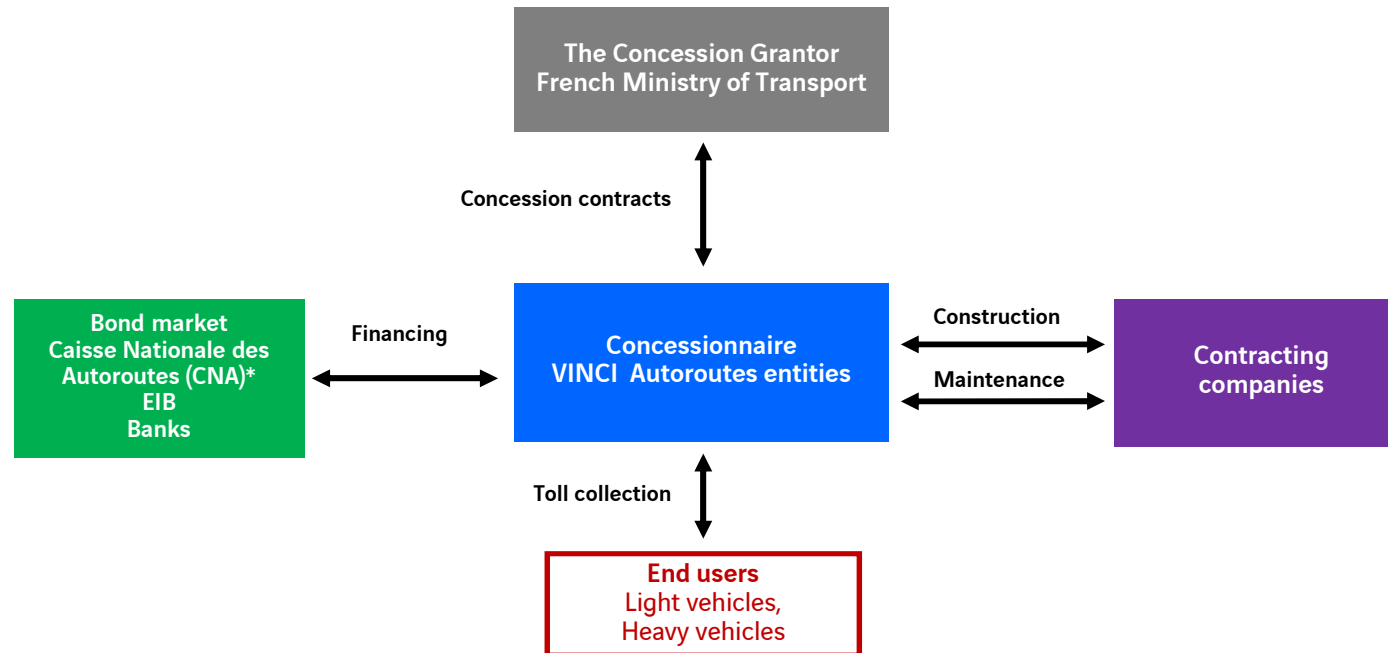 The Concession Grantor
French Ministry of Transport
Concession contracts
Bond market
Caisse Nationale des
Autoroutes (CNA)*
EIB
Banks
Financing
Concessionnaire
VINCI  Autoroutes entities
Construction
Maintenance
Contracting
companies
Toll collection
End users
Light vehicles,
Heavy vehicles